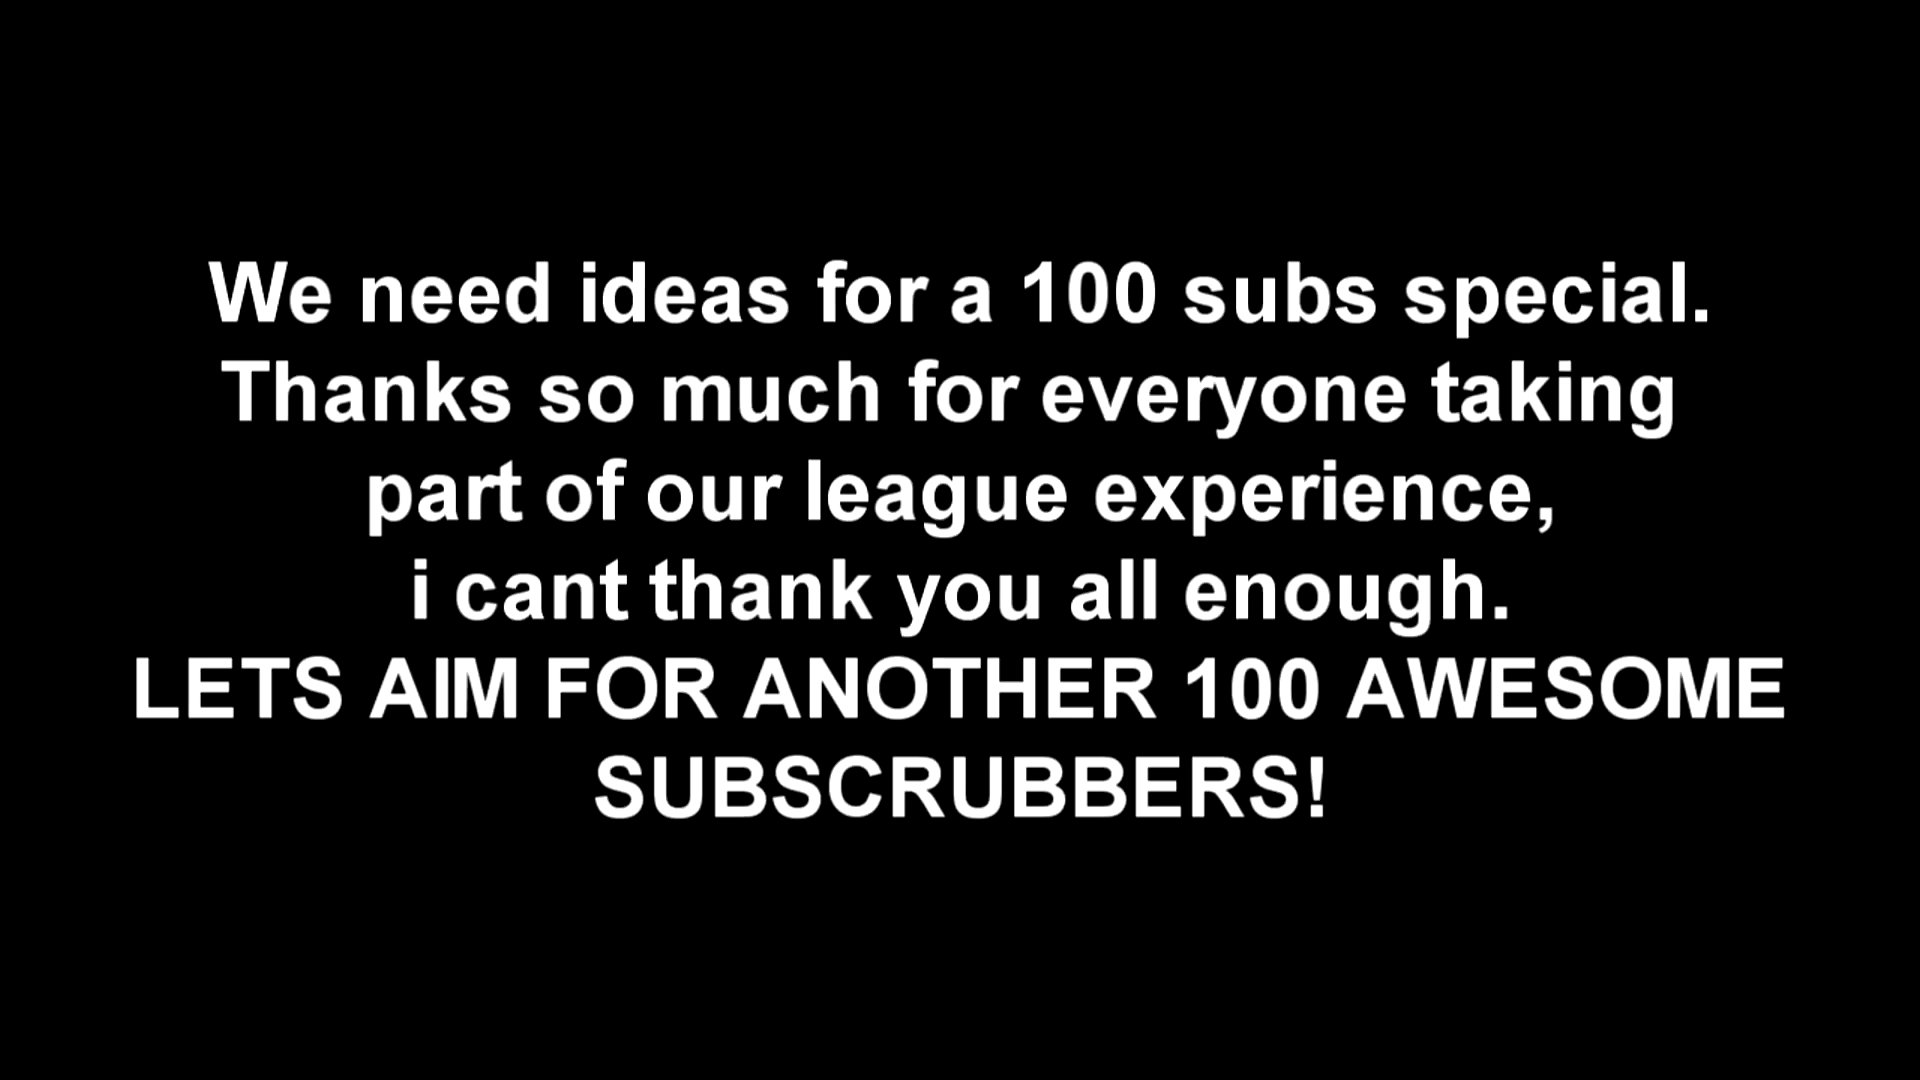 We need ideas for a 100 subs special.
Thanks so much for everyone taking
part of our league experience,
i cant thank you all enough.
LETS AIM FOR ANOTHER 100 AWESOME
SUBSCRUBBERS!